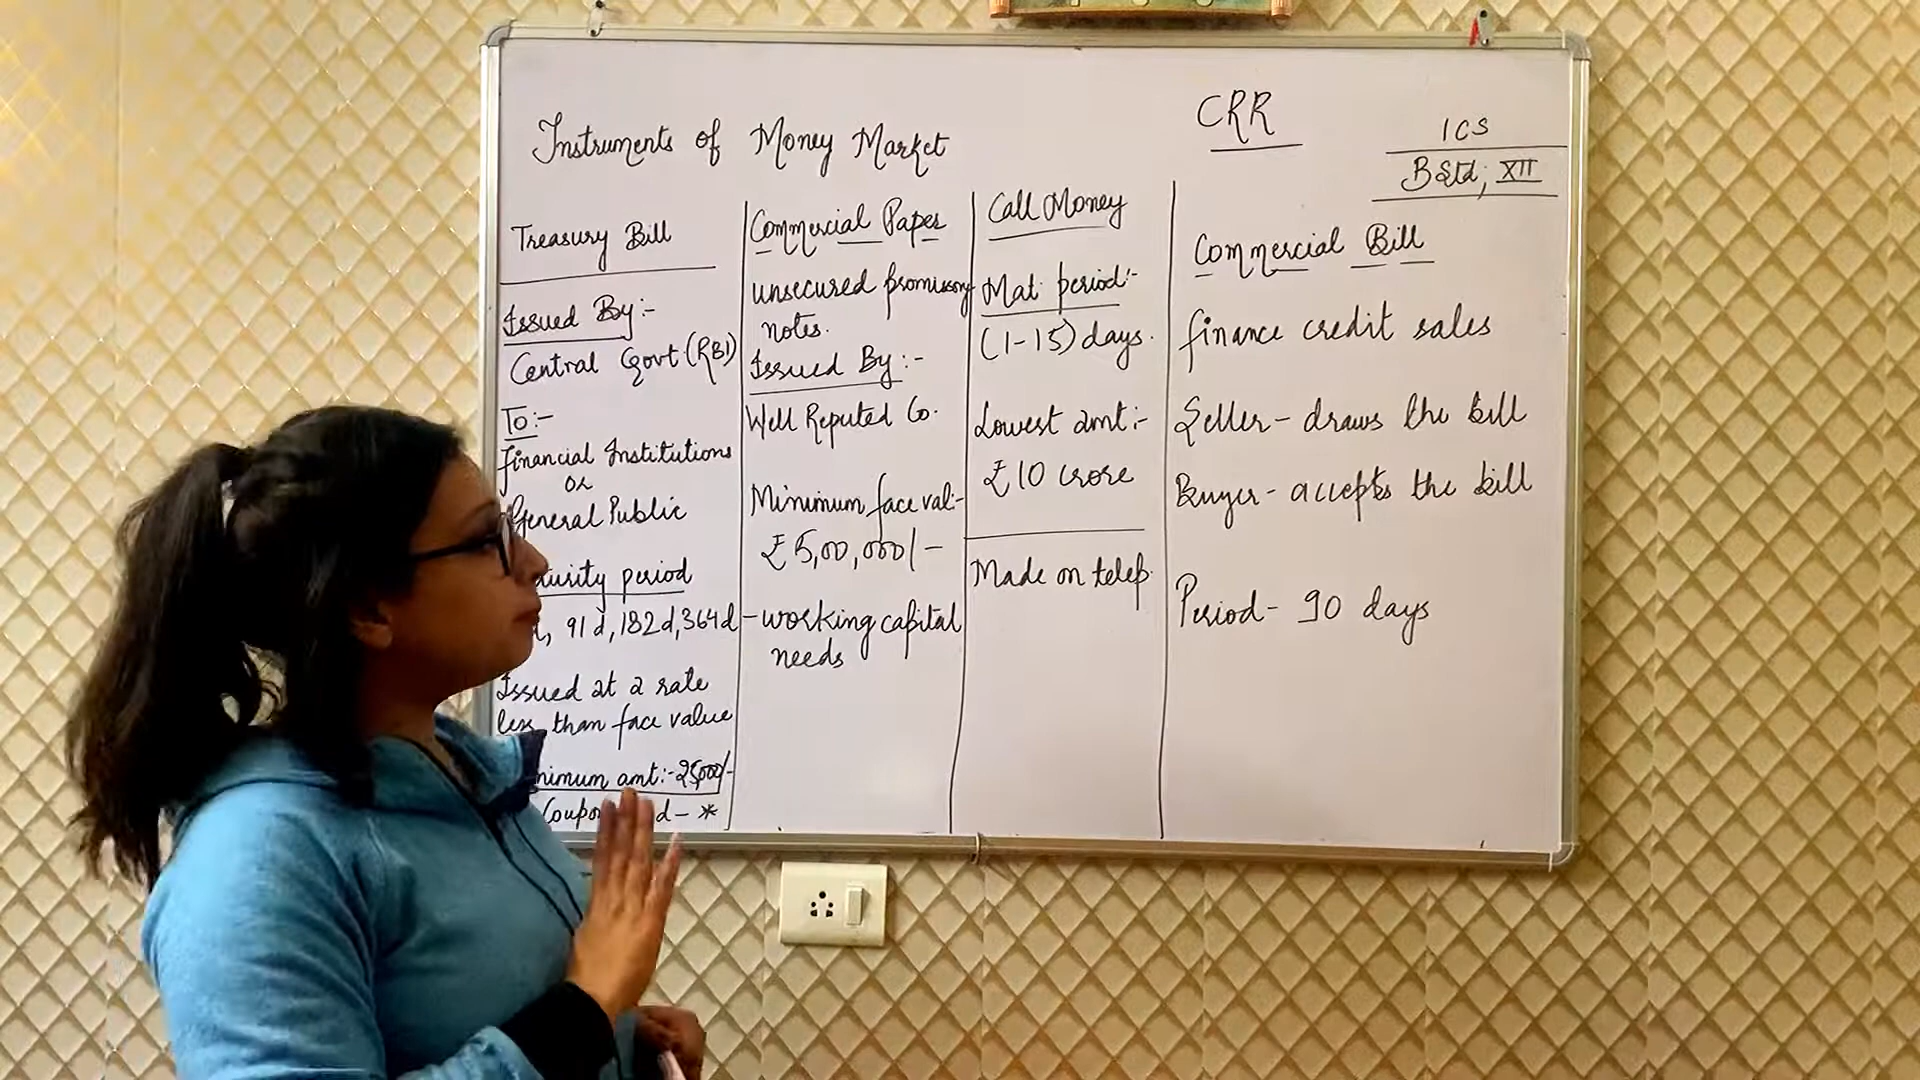 Instruments of Money Market
CRR
ICS
BStd; XII
Treasury Bill
Issued By:-
Central Govt.(RBI)
To:-
Financial Institutions
Or
General Public
period
91d, 182d, 364d
Issued at a rate
less than face value
amt:-25,000/-
Commercial Paper
unsecured promissory
notes.
Issued By:-
Well Reputed Co.
Minimum face val:-
₹5,00,000/-
-working capital
needs
Call Money
Mat. period:-
(1-15) days.
Lowest amt:-
₹10 crore
Made on telep.
Commercial Bill
finance credit sales
Seller- draws the bill
Buyer- accepts the bill
Period- 90 days